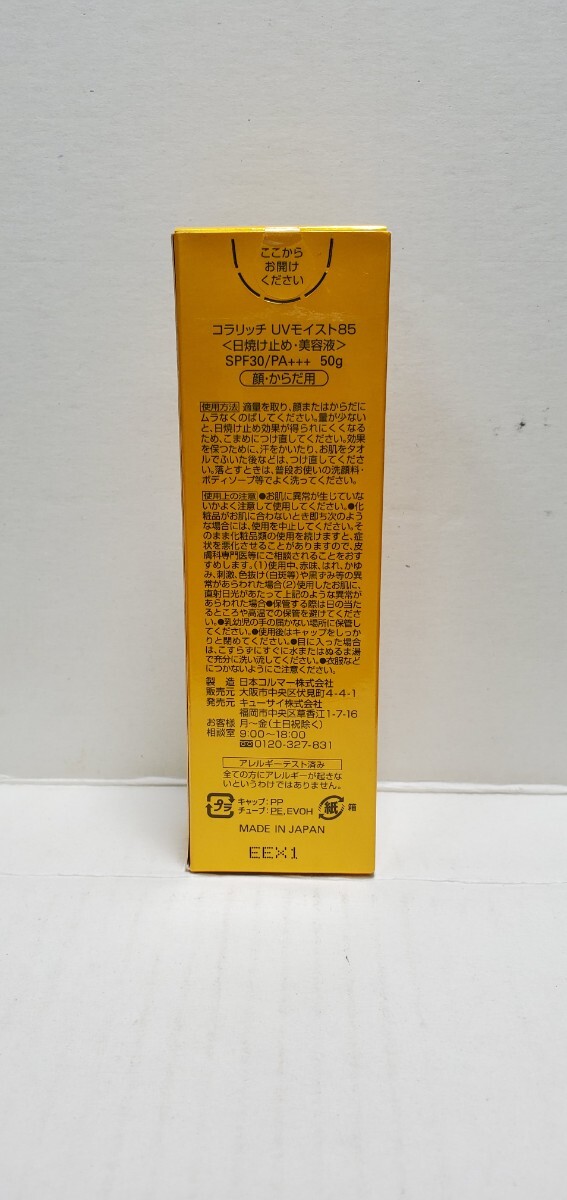 ここから
お開け
ください
コラリッチ UVモイスト85
<日焼け止め・美容液>
SPF30/PA+++ 50g
顔・からだ用
使用方法 適量を取り、顔またはからだに
ムラなくのばしてください。量が少ない
と、日焼け止め効果が得られにくくなる
ため、こまめにつけ直してください。効果
を保つために、汗をかいたり、お肌をタオ
ルでふいた後などは、つけ直してくださ
い。落とすときは、普段お使いの洗顔料・
ボディソープ等でよく洗ってください。
使用上の注意 ●お肌に異常が生じていな
いかよく注意して使用してください。●化
粧品がお肌に合わないとき即ち次のよう
な場合には、使用を中止してください。そ
のまま化粧品類の使用を続けますと、症
状を悪化させることがありますので、皮
膚科専門医等にご相談されることをおす
すめします。(1)使用中、赤味、はれ、かゆ
み、刺激、色抜け(白斑等)や黒ずみ等の異
常があらわれた場合(2)使用したお肌に、
直射日光があたって上記のような異常が
あらわれた場合●保管する際は日の当た
るところや高温での保管を避けてくださ
い。●乳幼児の手の届かない場所に保管し
てください。●使用後はキャップをしっか
りと閉めてください。●目に入った場合
は、こすらずにすぐに水またはぬるま湯
で充分に洗い流してください。●衣服など
につかないようにご注意ください。
製造 日本コルマー株式会社
販売元 大阪市中央区伏見町4-4-1
発売元 キューサイ株式会社
福岡市中央区草香江1-7-16
お客様 月～金(土日祝除く)
相談室 9:00～18:00
0120-327-831
アレルギーテスト済み
全ての方にアレルギーが起きな
いというわけではありません。
プラ キャップ:PP
チューブ:PE,EVOH 紙 箱
MADE IN JAPAN
EEX1